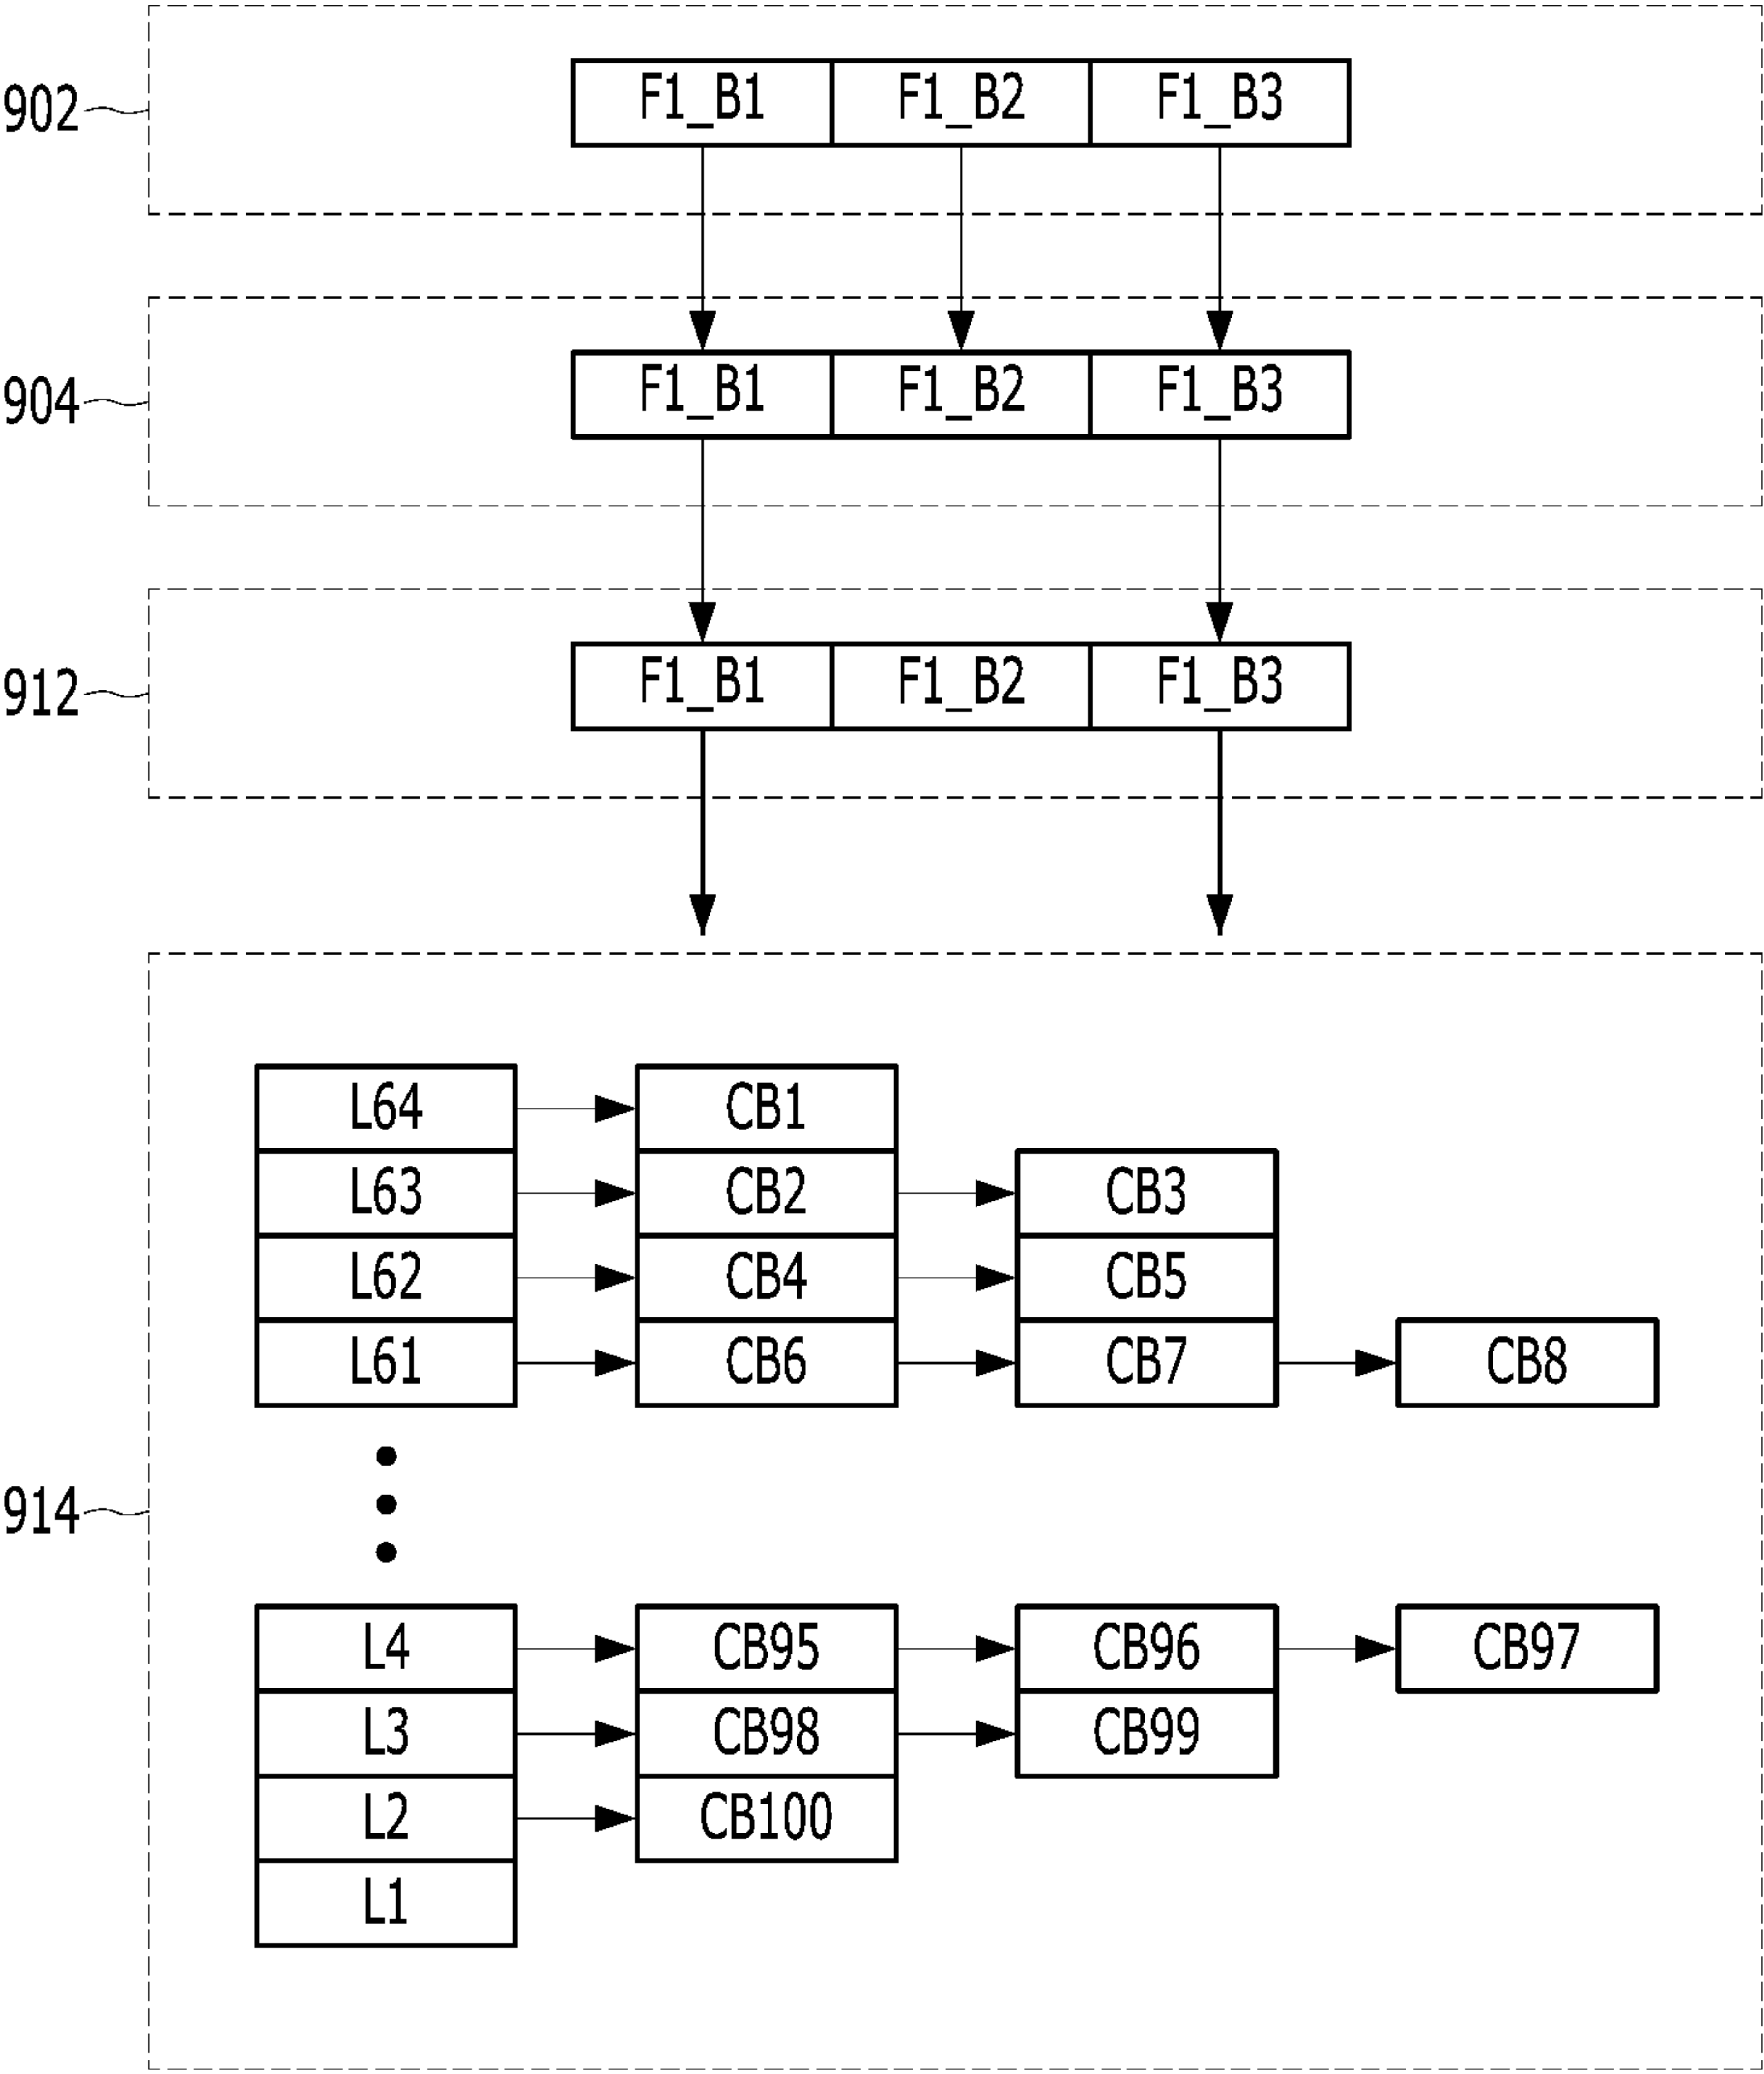 902
F1_B1 F1_B2 F1_B3
904
F1_B1 F1_B2 F1_B3
912
F1_B1 F1_B2 F1_B3
914
L64 CB1
L63 CB2 CB3
L62 CB4 CB5
L61 CB6 CB7 CB8
L4 CB95 CB96 CB97
L3 CB98 CB99
L2 CB100
L1